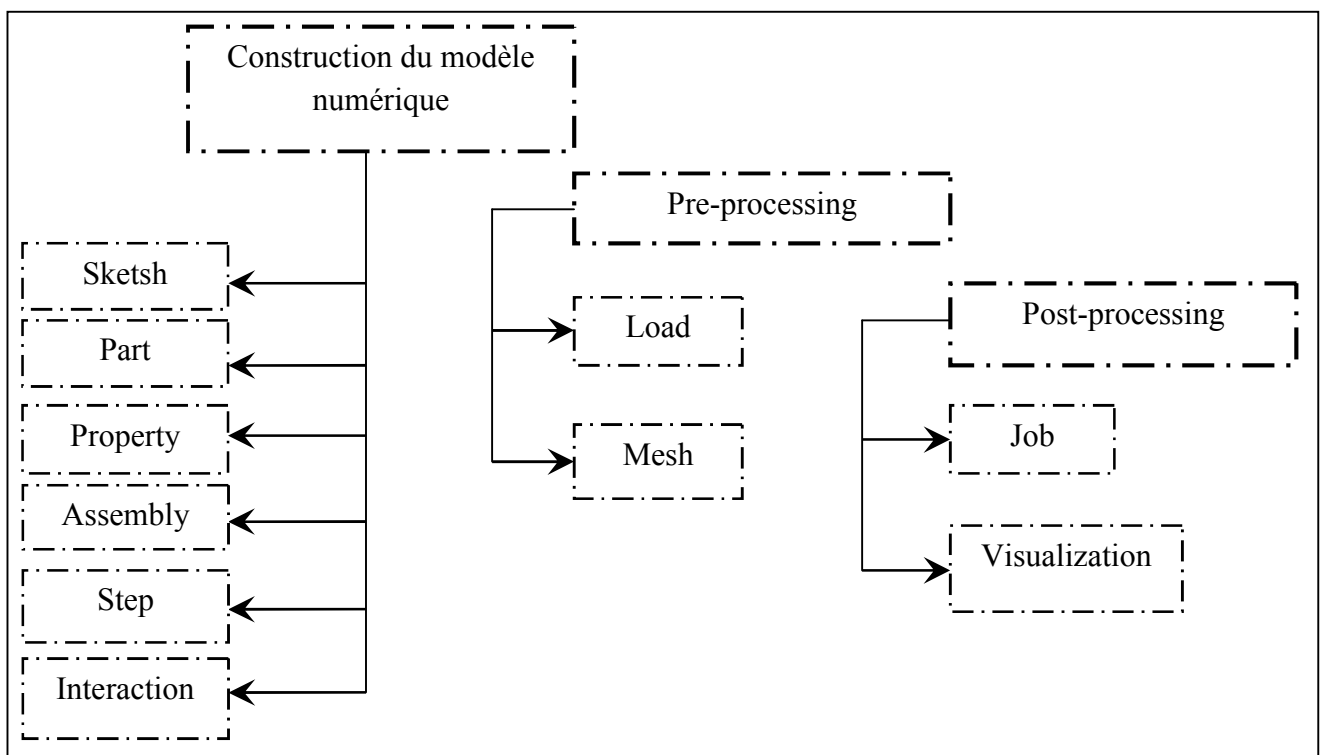 Construction du modèle
numérique
Sketsh
Part
Property
Assembly
Step
Interaction
Pre-processing
Load
Mesh
Post-processing
Job
Visualization